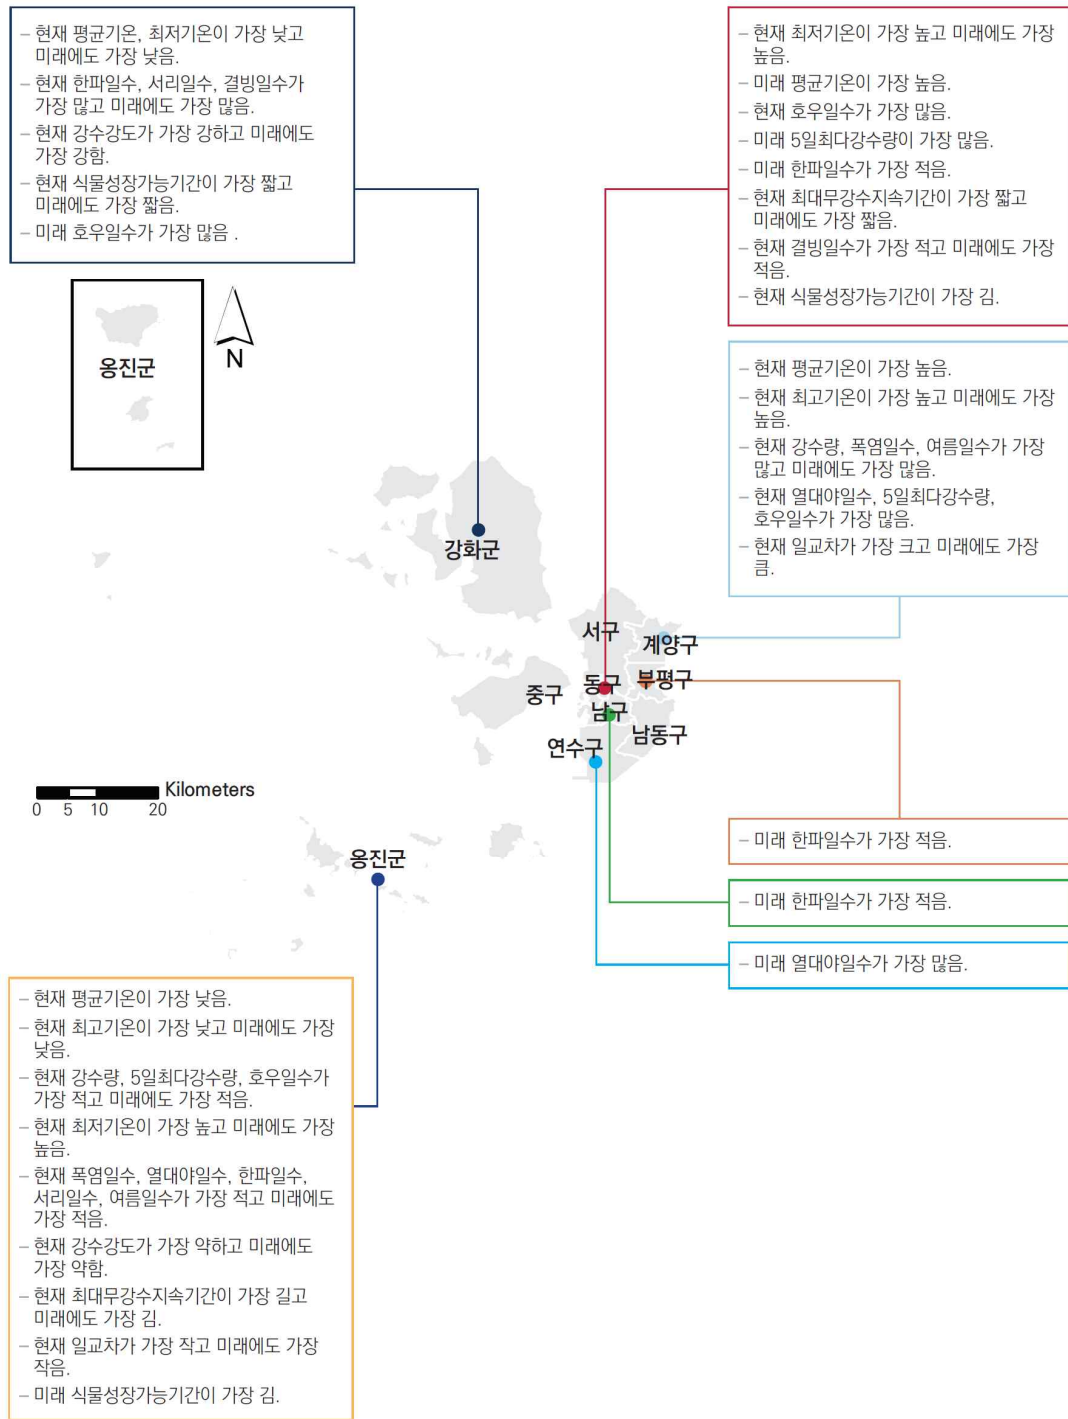 – 현재 평균기온, 최저기온이 가장 낮고
미래에도 가장 낮음.
– 현재 한파일수, 서리일수, 결빙일수가
가장 많고 미래에도 가장 많음.
– 현재 강수강도가 가장 강하고 미래에도
가장 강함.
– 현재 식물성장가능기간이 가장 짧고
미래에도 가장 짧음.
– 미래 호우일수가 가장 많음 .
– 현재 최저기온이 가장 높고 미래에도 가장
높음.
– 미래 평균기온이 가장 높음.
– 현재 호우일수가 가장 많음.
– 미래 5일최다강수량이 가장 많음.
– 미래 한파일수가 가장 적음.
– 현재 최대무강수지속기간이 가장 짧고
미래에도 가장 짧음.
– 현재 결빙일수가 가장 적고 미래에도 가장
적음.
– 현재 식물성장가능기간이 가장 김.
옹진군
N
– 현재 평균기온이 가장 높음.
– 현재 최고기온이 가장 높고 미래에도 가장
높음.
– 현재 강수량, 폭염일수, 여름일수가 가장
많고 미래에도 가장 많음.
– 현재 열대야일수, 5일최다강수량,
호우일수가 가장 많음.
– 현재 일교차가 가장 크고 미래에도 가장
큼.
강화군
서구
계양구
동구
부평구
중구
남구
남동구
연수구
Kilometers
0 5 10 20
옹진군
– 미래 한파일수가 가장 적음.
– 미래 한파일수가 가장 적음.
– 미래 열대야일수가 가장 많음.
– 현재 평균기온이 가장 낮음.
– 현재 최고기온이 가장 낮고 미래에도 가장
낮음.
– 현재 강수량, 5일최다강수량, 호우일수가
가장 적고 미래에도 가장 적음.
– 현재 최저기온이 가장 높고 미래에도 가장
높음.
– 현재 폭염일수, 열대야일수, 한파일수,
서리일수, 여름일수가 가장 적고 미래에도
가장 적음.
– 현재 강수강도가 가장 약하고 미래에도
가장 약함.
– 현재 최대무강수지속기간이 가장 길고
미래에도 가장 김.
– 현재 일교차가 가장 작고 미래에도 가장
작음.
– 미래 식물성장가능기간이 가장 김.